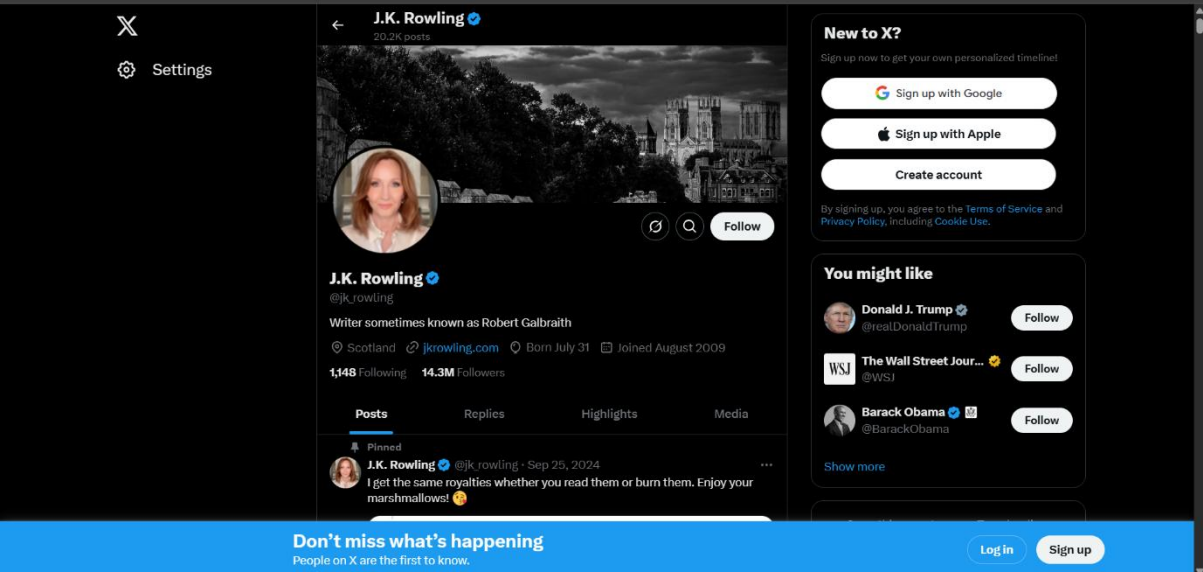 X
Settings
J.K. Rowling
20.2K posts
Follow
J.K. Rowling
@jk_rowling
Writer sometimes known as Robert Galbraith
Scotland jkrowling.com Born July 31 Joined August 2009
1,148 Following 14.3M Followers
Posts Replies Highlights Media
Pinned
J.K. Rowling @jk_rowling · Sep 25, 2024
I get the same royalties whether you read them or burn them. Enjoy your
marshmallows! 😘
New to X?
Sign up now to get your own personalized timeline!
Sign up with Google
Sign up with Apple
Create account
By signing up, you agree to the Terms of Service and
Privacy Policy, including Cookie Use.
You might like
Donald J. Trump
@realDonaldTrump
Follow
WSJ
The Wall Street Jour...
@WSJ
Follow
Barack Obama
@BarackObama
Follow
Show more
Don't miss what's happening
People on X are the first to know.
Log in
Sign up